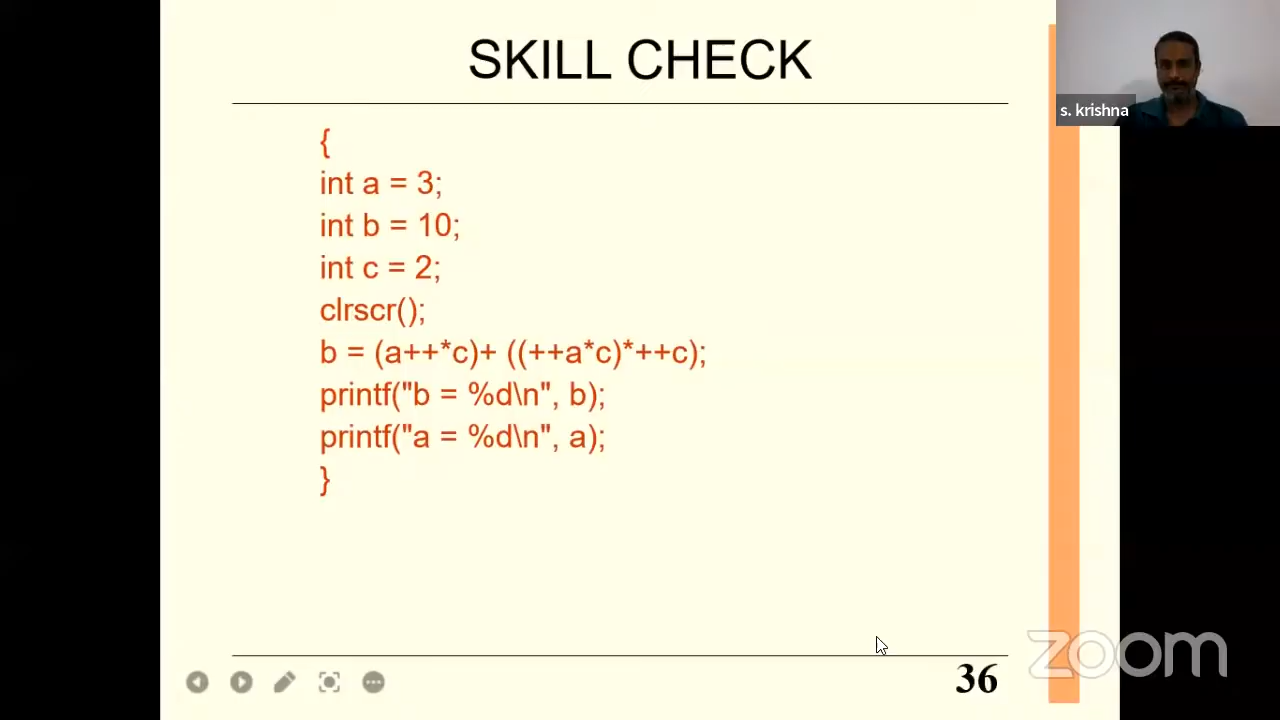 SKILL CHECK
s. krishna
{
int a = 3;
int b = 10;
int c = 2;
clrscr();
b = (a++*c)+ ((++a*c)*++c);
printf("b = %d\n", b);
printf("a = %d\n", a);
}
36
zoom